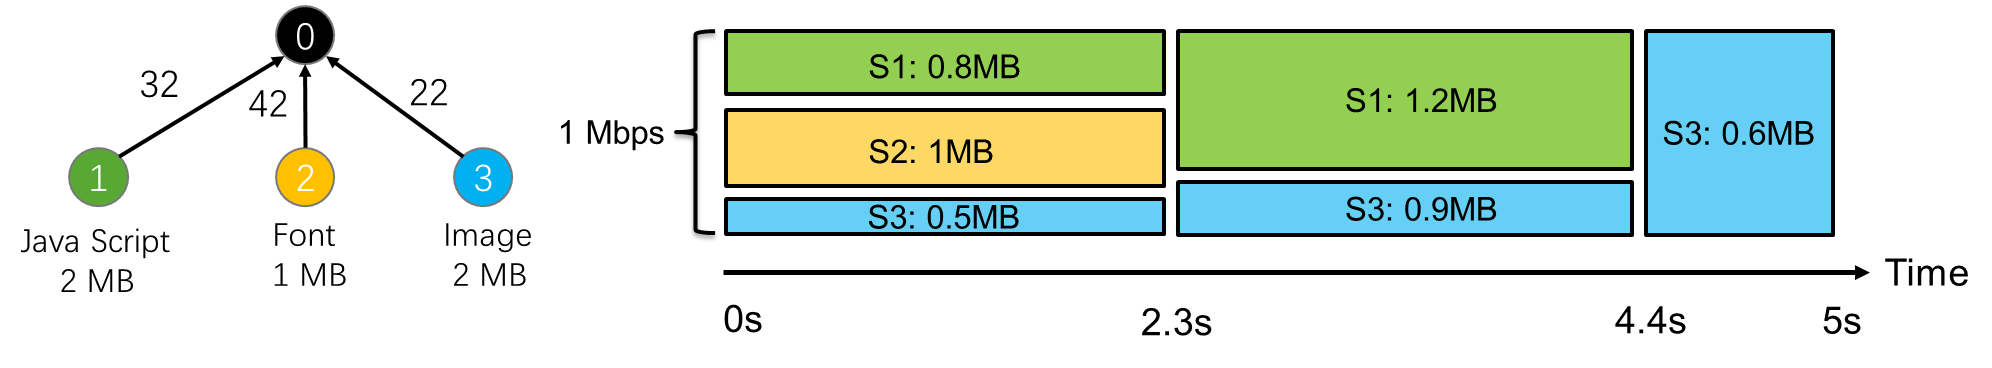 0
32
42
22
1
2
3
Java Script
2 MB
Font
1 MB
Image
2 MB
1 Mbps
S1: 0.8MB
S2: 1MB
S3: 0.5MB
S1: 1.2MB
S3: 0.9MB
S3: 0.6MB
Time
0s
2.3s
4.4s
5s